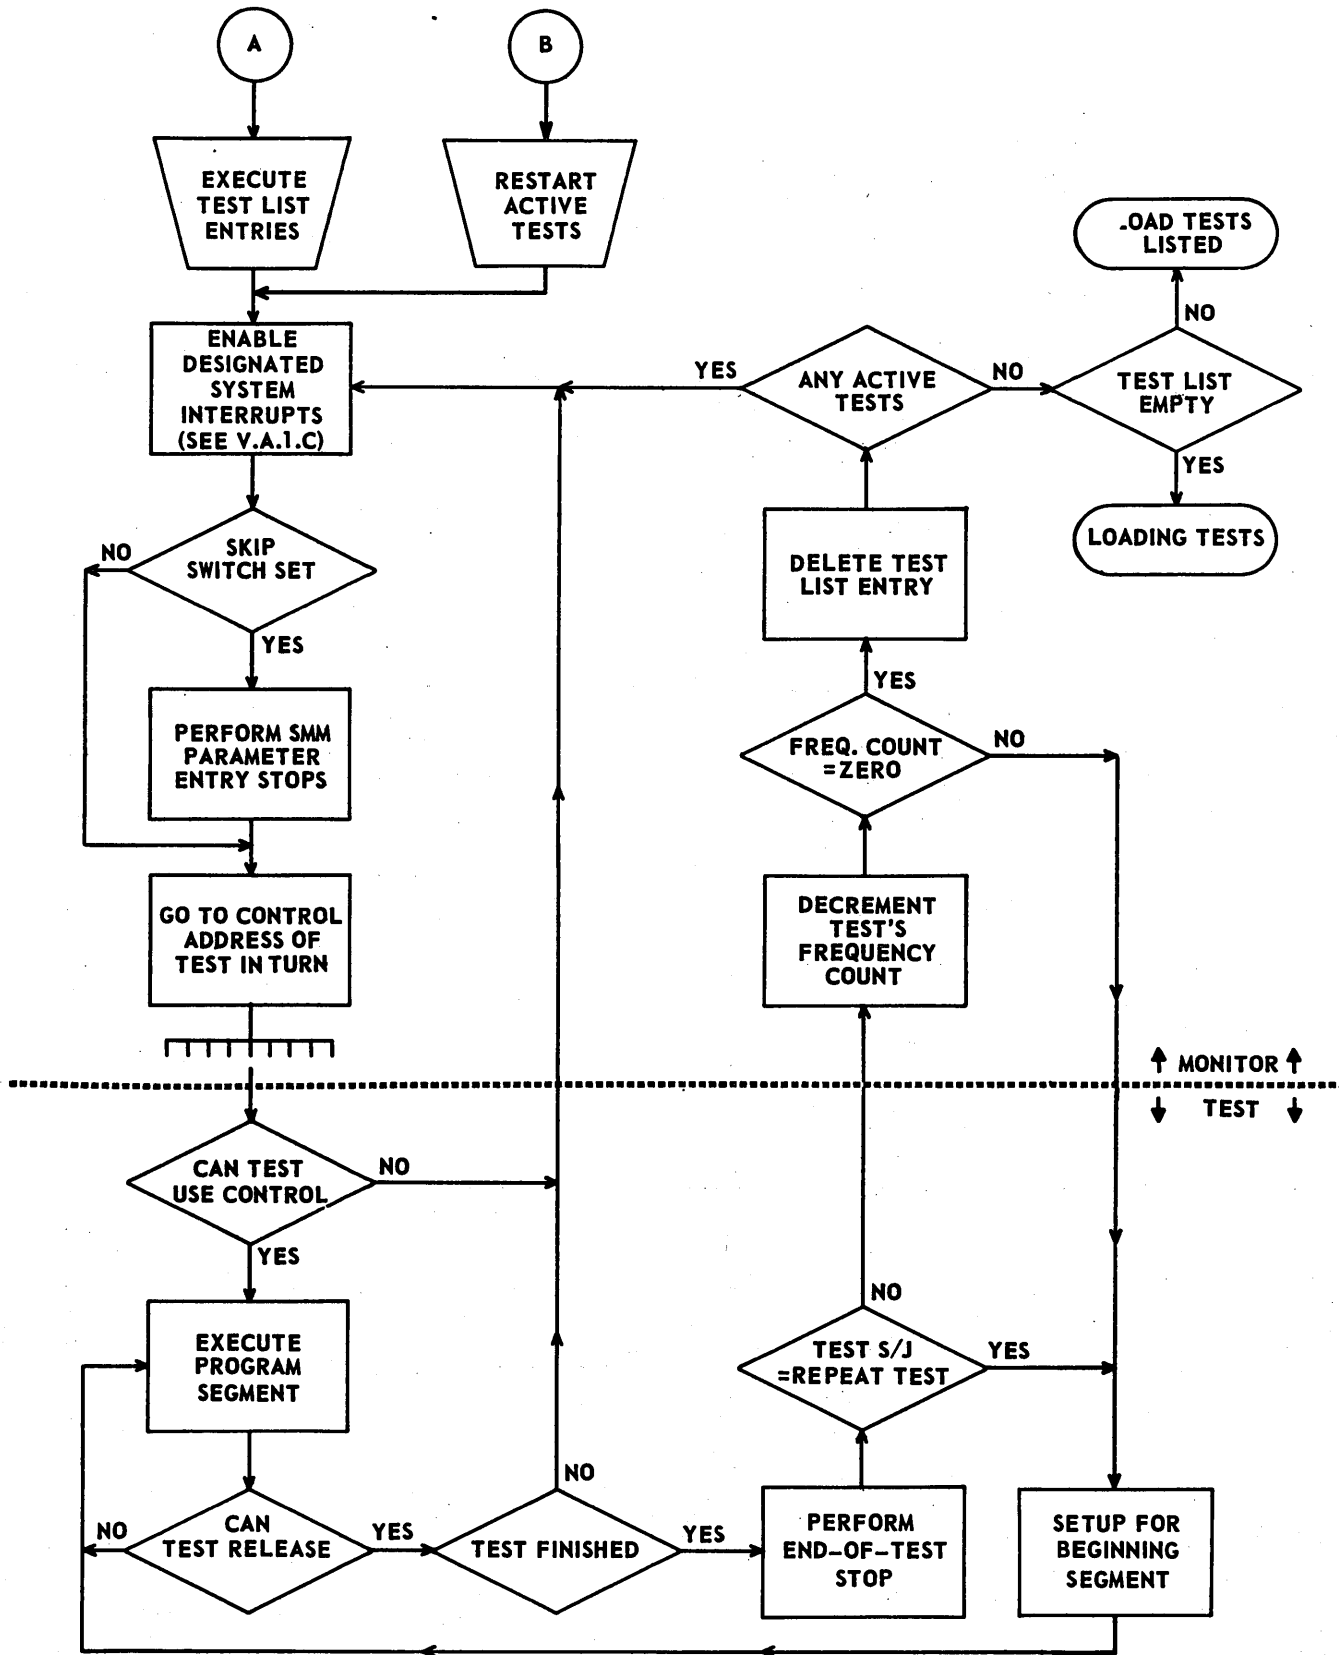 A
B
EXECUTE
TEST LIST
ENTRIES
RESTART
ACTIVE
TESTS
.OAD TESTS
LISTED
NO
ENABLE
DESIGNATED
SYSTEM
INTERRUPTS
(SEE V.A.1.C)
YES
ANY ACTIVE
TESTS
NO
TEST LIST
EMPTY
YES
LOADING TESTS
NO
SKIP
SWITCH SET
YES
DELETE TEST
LIST ENTRY
YES
PERFORM SMM
PARAMETER
ENTRY STOPS
FREQ. COUNT
=ZERO
NO
GO TO CONTROL
ADDRESS OF
TEST IN TURN
DECREMENT
TEST'S
FREQUENCY
COUNT
MONITOR
TEST
CAN TEST
USE CONTROL
NO
YES
EXECUTE
PROGRAM
SEGMENT
NO
TEST S/J
=REPEAT TEST
YES
NO
CAN
TEST RELEASE
YES
NO
TEST FINISHED
YES
PERFORM
END-OF-TEST
STOP
SETUP FOR
BEGINNING
SEGMENT